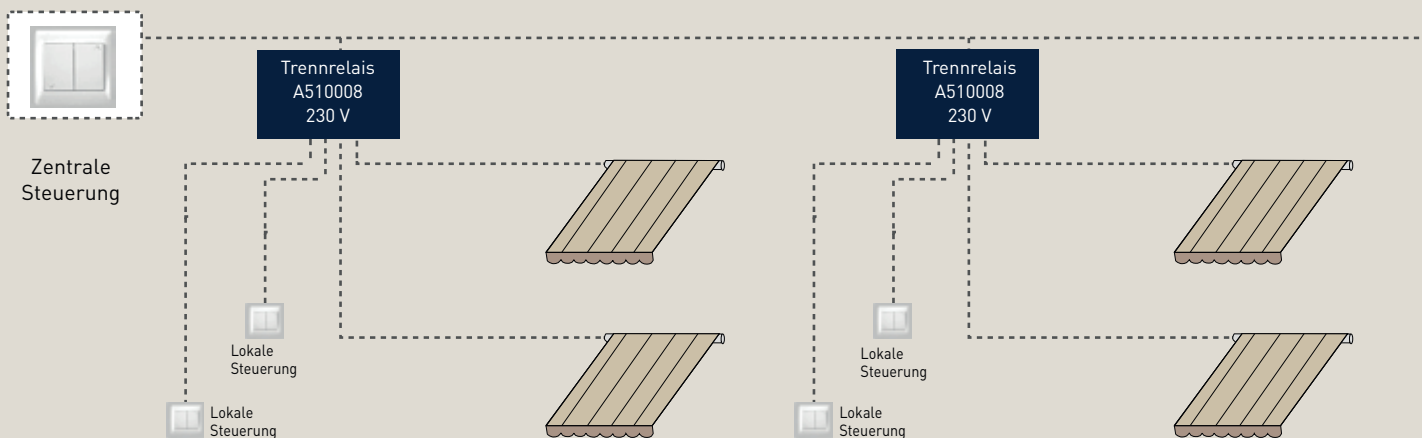 Trennrelais
A510008
230 V
Trennrelais
A510008
230 V
Zentrale
Steuerung
Lokale
Steuerung
Lokale
Steuerung
Lokale
Steuerung
Lokale
Steuerung